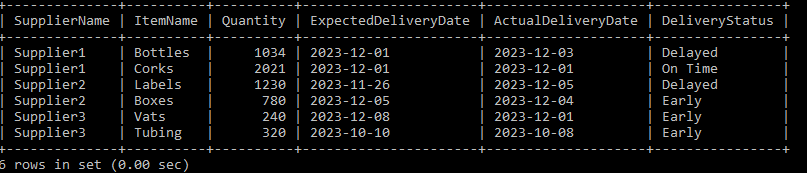 +--------------+----------+----------+----------------------+--------------------+----------------+
| SupplierName | ItemName | Quantity | ExpectedDeliveryDate | ActualDeliveryDate | DeliveryStatus |
+--------------+----------+----------+----------------------+--------------------+----------------+
| Supplier1    | Bottles  |     1034 | 2023-12-01           | 2023-12-03         | Delayed        |
| Supplier1    | Corks    |     2021 | 2023-12-01           | 2023-12-01         | On Time        |
| Supplier2    | Labels   |     1230 | 2023-11-26           | 2023-12-05         | Delayed        |
| Supplier2    | Boxes    |      780 | 2023-12-05           | 2023-12-04         | Early          |
| Supplier3    | Vats     |      240 | 2023-12-08           | 2023-12-01         | Early          |
| Supplier3    | Tubing   |      320 | 2023-10-10           | 2023-10-08         | Early          |
+--------------+----------+----------+----------------------+--------------------+----------------+
6 rows in set (0.00 sec)